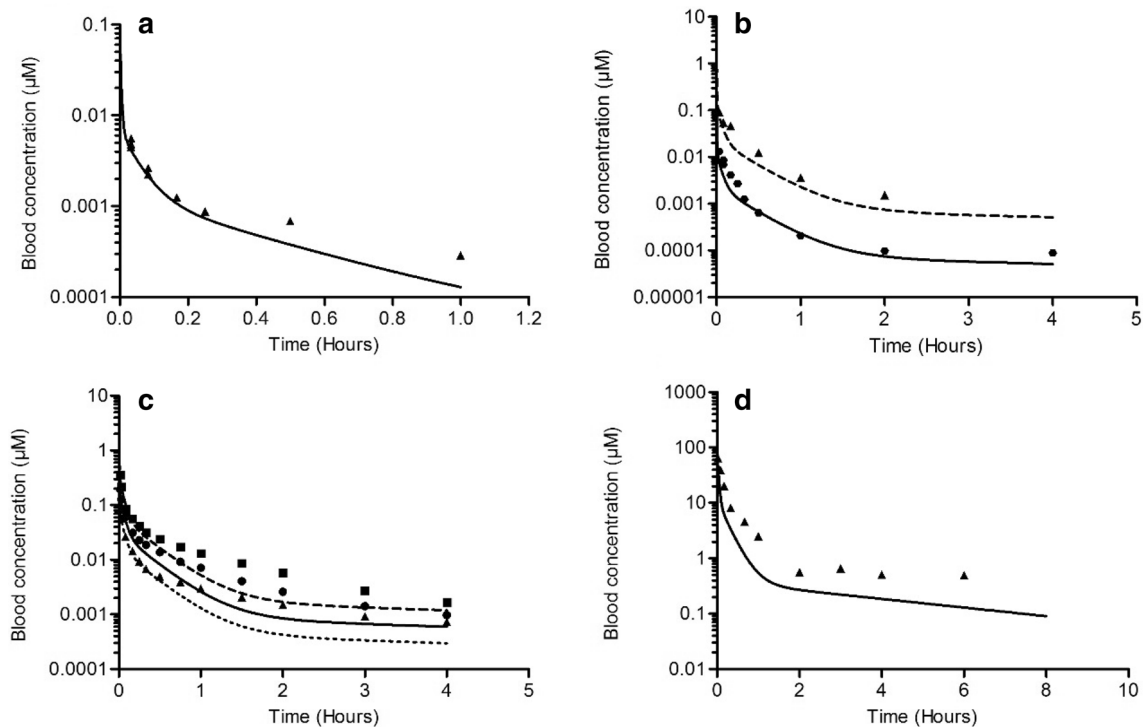 a
Blood concentration (µM)
0.1
0.01
0.001
0.0001
0.0 0.2 0.4 0.6 0.8 1.0 1.2
Time (Hours)
b
Blood concentration (µM)
10
1
0.1
0.01
0.001
0.0001
0.00001
0 1 2 3 4 5
Time (Hours)
c
Blood concentration (µM)
10
1
0.1
0.01
0.001
0.0001
0 1 2 3 4 5
Time (Hours)
d
Blood concentration (µM)
1000
100
10
1
0.1
0.01
0 2 4 6 8 10
Time (Hours)